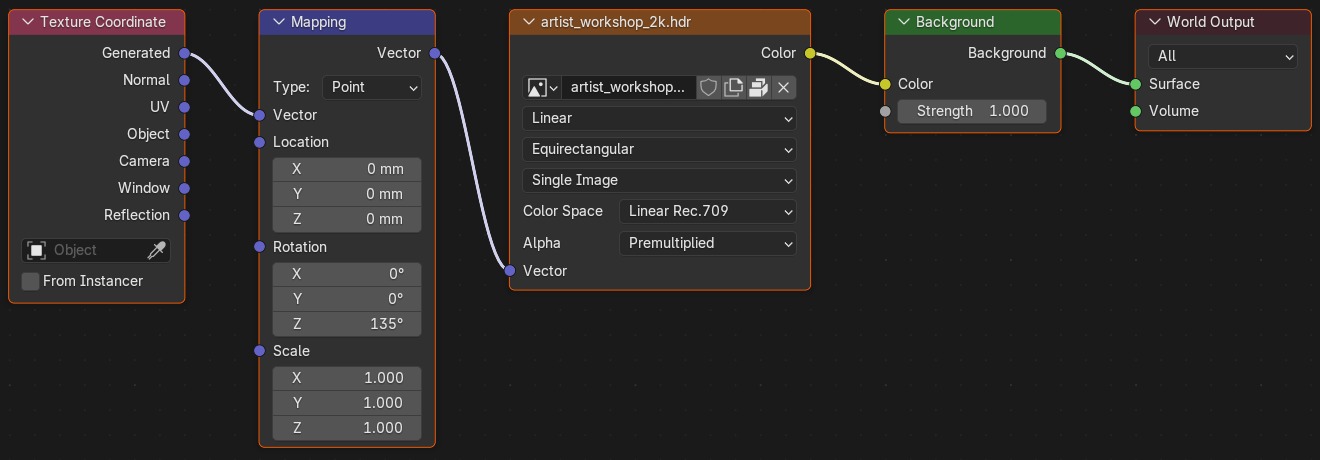 Texture Coordinate
Generated
Normal
UV
Object
Camera
Window
Reflection
Object
From Instancer
Mapping
Vector
Type: Point
Vector
Location
X 0 mm
Y 0 mm
Z 0 mm
Rotation
X 0°
Y 0°
Z 135°
Scale
X 1.000
Y 1.000
Z 1.000
artist_workshop_2k.hdr
Color
artist_workshop...
Linear
Equirectangular
Single Image
Color Space Linear Rec.709
Alpha Premultiplied
Vector
Background
Background
Color
Strength 1.000
World Output
All
Surface
Volume